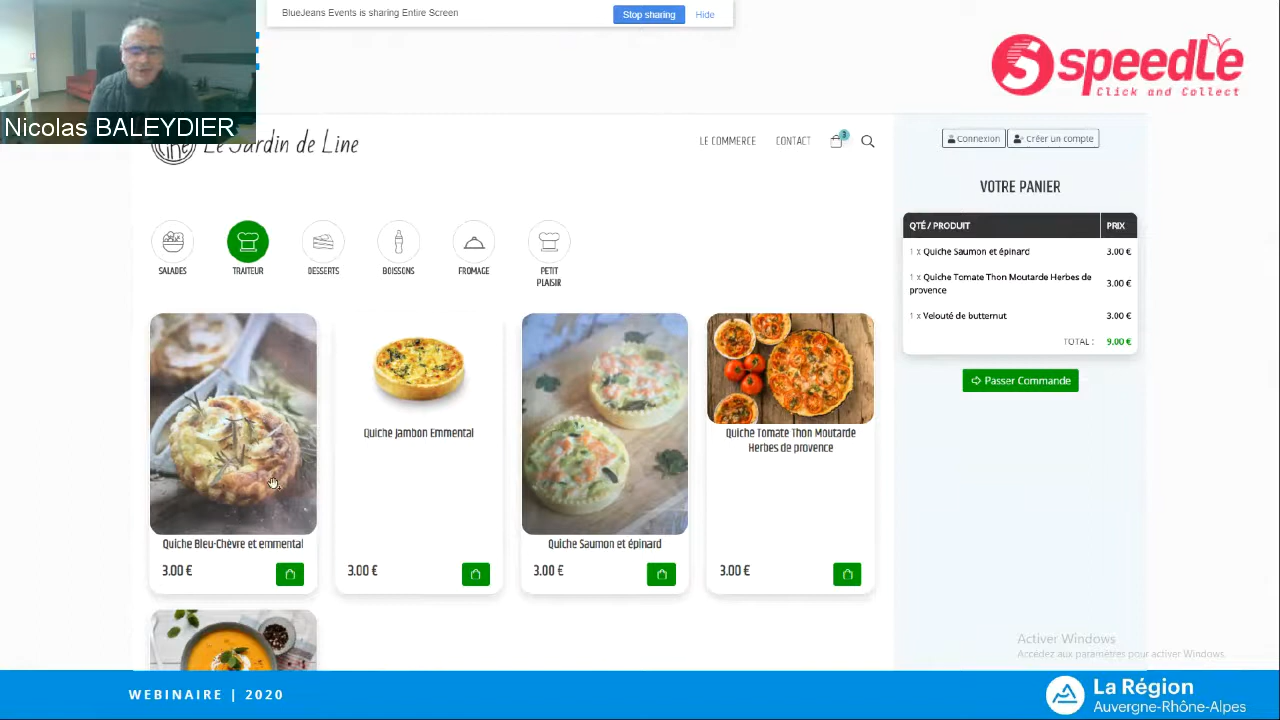 BlueJeans Events is sharing Entire Screen
Stop sharing
Hide
Nicolas BALEYDIER
speedLe
Click and Collect
Le Jardin de Line
LE COMMERCE
CONTACT
3
Connexion
Créer un compte
VOTRE PANIER
QTÉ / PRODUIT PRIX
1 x Quiche Saumon et épinard 3.00 €
1 x Quiche Tomate Thon Moutarde Herbes de
provence 3.00 €
1 x Velouté de butternut 3.00 €
TOTAL : 9.00 €
Passer Commande
SALADES
TRAITEUR
DESSERTS
BOISSONS
FROMAGE
PETIT
PLAISIR
Quiche Bleu-Chèvre et emmental
3.00 €
Quiche Jambon Emmental
3.00 €
Quiche Saumon et épinard
3.00 €
Quiche Tomate Thon Moutarde
Herbes de provence
3.00 €
Activer Windows
Accédez aux paramètres pour activer Windows.
WEBINAIRE | 2020
La Région
Auvergne-Rhône-Alpes